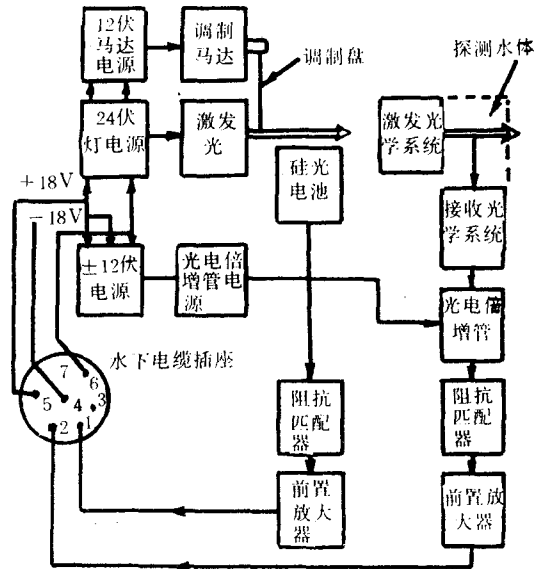 12伏
马达
电源
调制
马达
调制盘
探测水体
24伏
灯电源
激发
光
激发光
学系统
硅光
电池
+18V
-18V
接收光
学系统
±12伏
电源
光电倍
增管电
源
光电倍
增管
水下电缆插座
7
6
5
4
3
2
1
阻抗
匹配
器
阻抗
匹配
器
前置
放大
器
前置放
大器